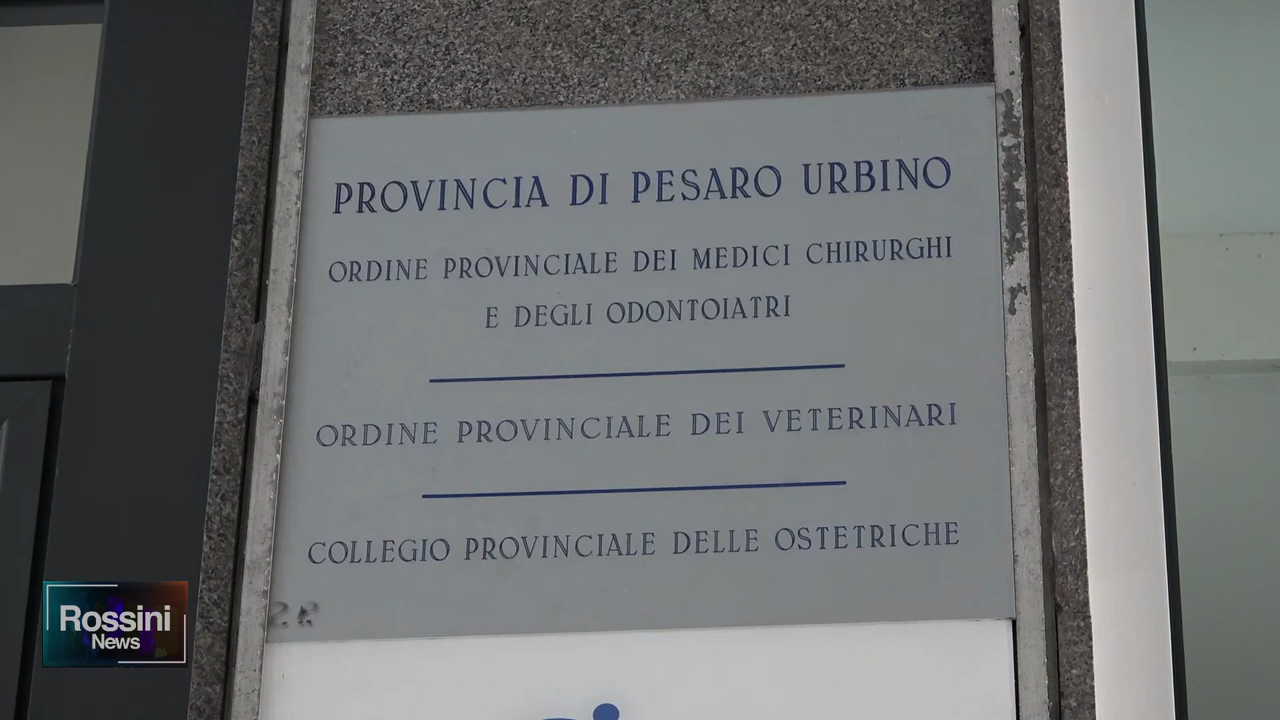 PROVINCIA DI PESARO URBINO
ORDINE PROVINCIALE DEI MEDICI CHIRURGHI
E DEGLI ODONTOIATRI
ORDINE PROVINCIALE DEI VETERINARI
COLLEGIO PROVINCIALE DELLE OSTETRICHE
Rossini
News